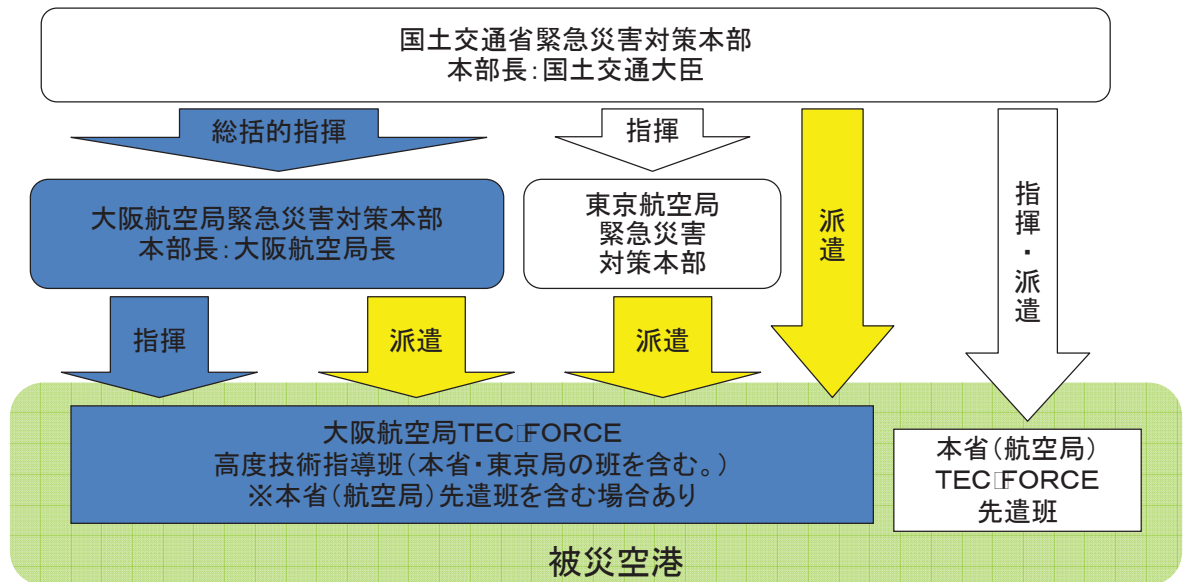 国土交通省緊急災害対策本部
本部長：国土交通大臣
総括的指揮
指揮
大阪航空局緊急災害対策本部
本部長：大阪航空局長
東京航空局
緊急災害
対策本部
派遣
指揮・派遣
指揮
派遣
派遣
大阪航空局TEC□FORCE
高度技術指導班（本省・東京局の班を含む。）
※本省（航空局）先遣班を含む場合あり
本省（航空局）
TEC□FORCE
先遣班
被災空港